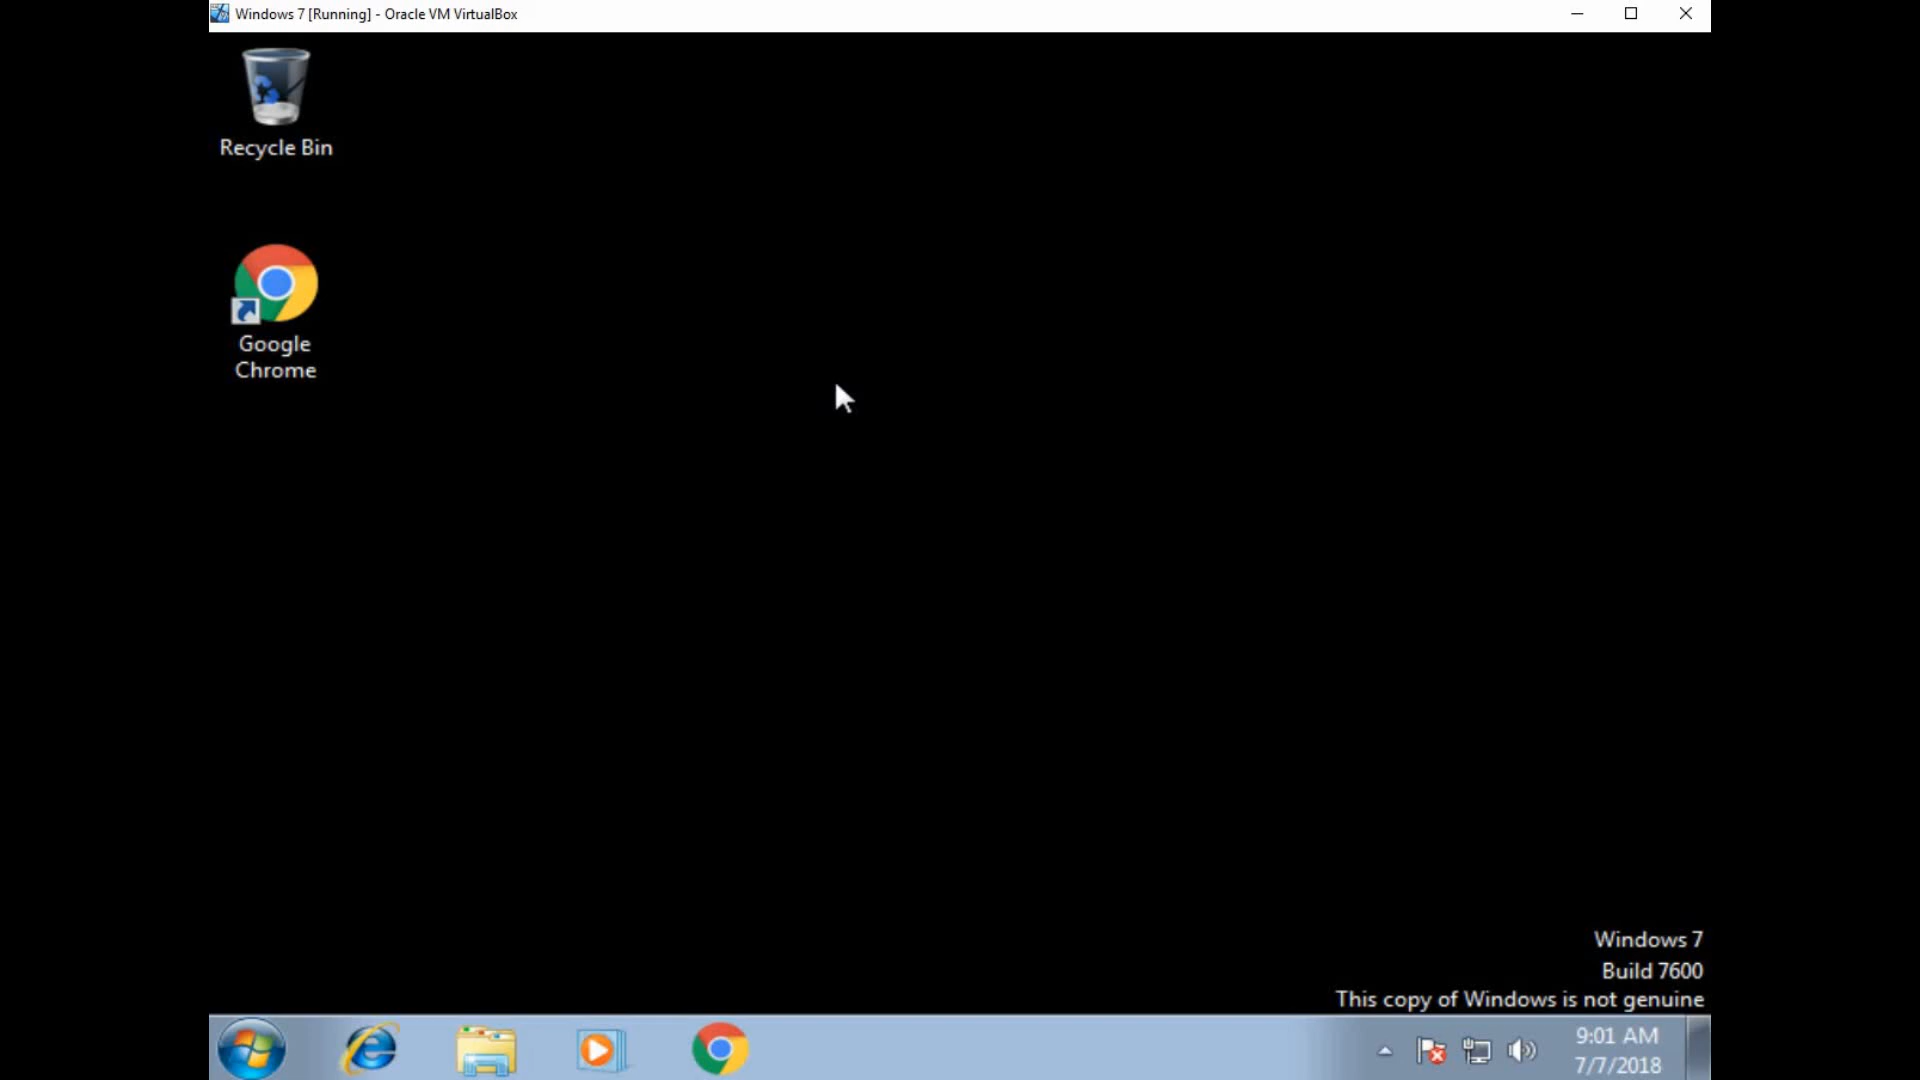 Windows 7 [Running] - Oracle VM VirtualBox
Recycle Bin
Google
Chrome
Windows 7
Build 7600
This copy of Windows is not genuine
9:01 AM
7/7/2018